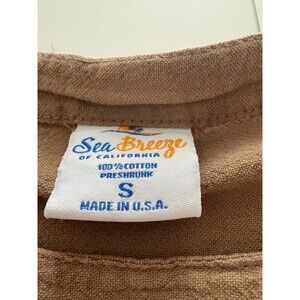 Sea Breeze
OF CALIFORNIA
100% COTTON
PRESHRUNK
S
MADE IN U.S.A.